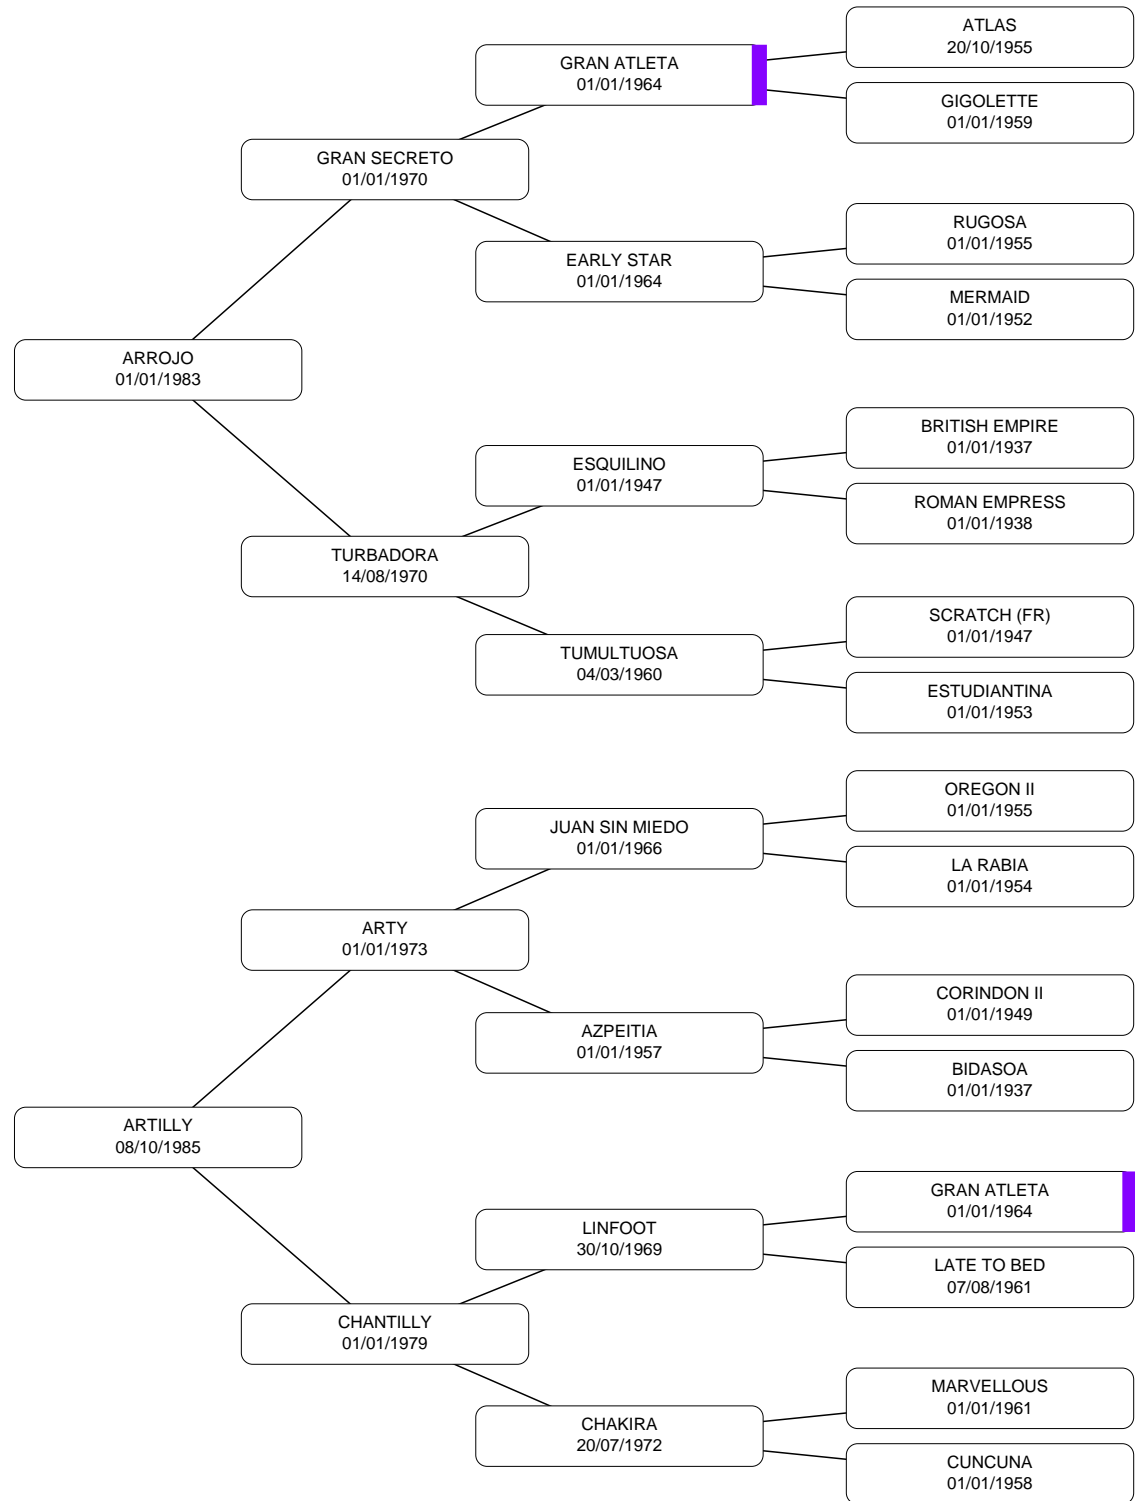 ATLAS
20/10/1955
GRAN ATLETA
01/01/1964
GIGOLETTE
01/01/1959
GRAN SECRETO
01/01/1970
RUGOSA
01/01/1955
EARLY STAR
01/01/1964
MERMAID
01/01/1952
ARROJO
01/01/1983
BRITISH EMPIRE
01/01/1937
ESQUILINO
01/01/1947
ROMAN EMPRESS
01/01/1938
TURBADORA
14/08/1970
SCRATCH (FR)
01/01/1947
TUMULTUOSA
04/03/1960
ESTUDIANTINA
01/01/1953
OREGON II
01/01/1955
JUAN SIN MIEDO
01/01/1966
LA RABIA
01/01/1954
ARTY
01/01/1973
CORINDON II
01/01/1949
AZPEITIA
01/01/1957
BIDASOA
01/01/1937
ARTILLY
08/10/1985
GRAN ATLETA
01/01/1964
LINFOOT
30/10/1969
LATE TO BED
07/08/1961
CHANTILLY
01/01/1979
MARVELLOUS
01/01/1961
CHAKIRA
20/07/1972
CUNCUNA
01/01/1958